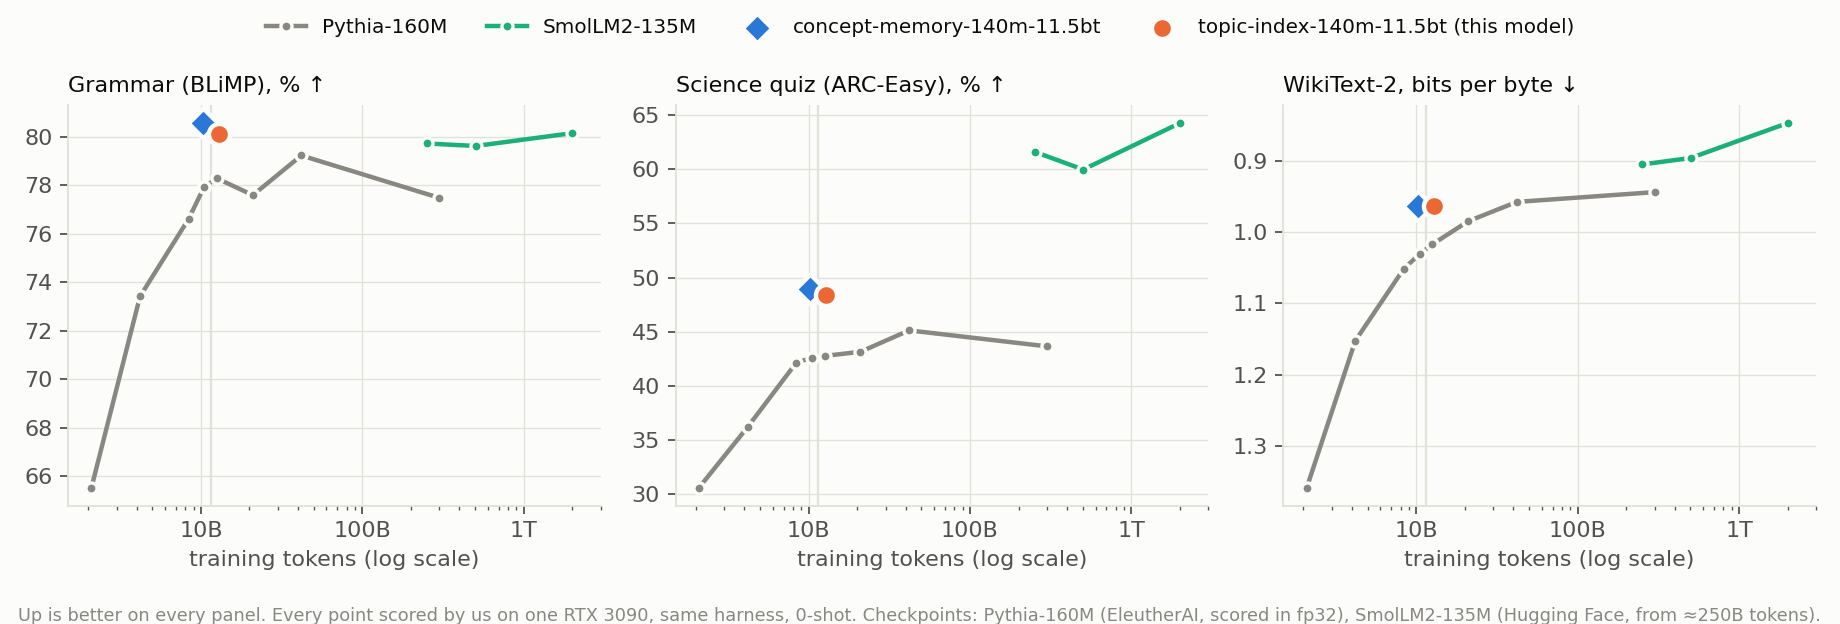 Pythia-160M SmolLM2-135M concept-memory-140m-11.5bt topic-index-140m-11.5bt (this model)
Grammar (BLiMP), % ↑
80
78
76
74
72
70
68
66
10B 100B 1T
training tokens (log scale)
Science quiz (ARC-Easy), % ↑
65
60
55
50
45
40
35
30
10B 100B 1T
training tokens (log scale)
WikiText-2, bits per byte ↓
0.9
1.0
1.1
1.2
1.3
10B 100B 1T
training tokens (log scale)
Up is better on every panel. Every point scored by us on one RTX 3090, same harness, 0-shot. Checkpoints: Pythia-160M (EleutherAI, scored in fp32), SmolLM2-135M (Hugging Face, from ≈250B tokens).